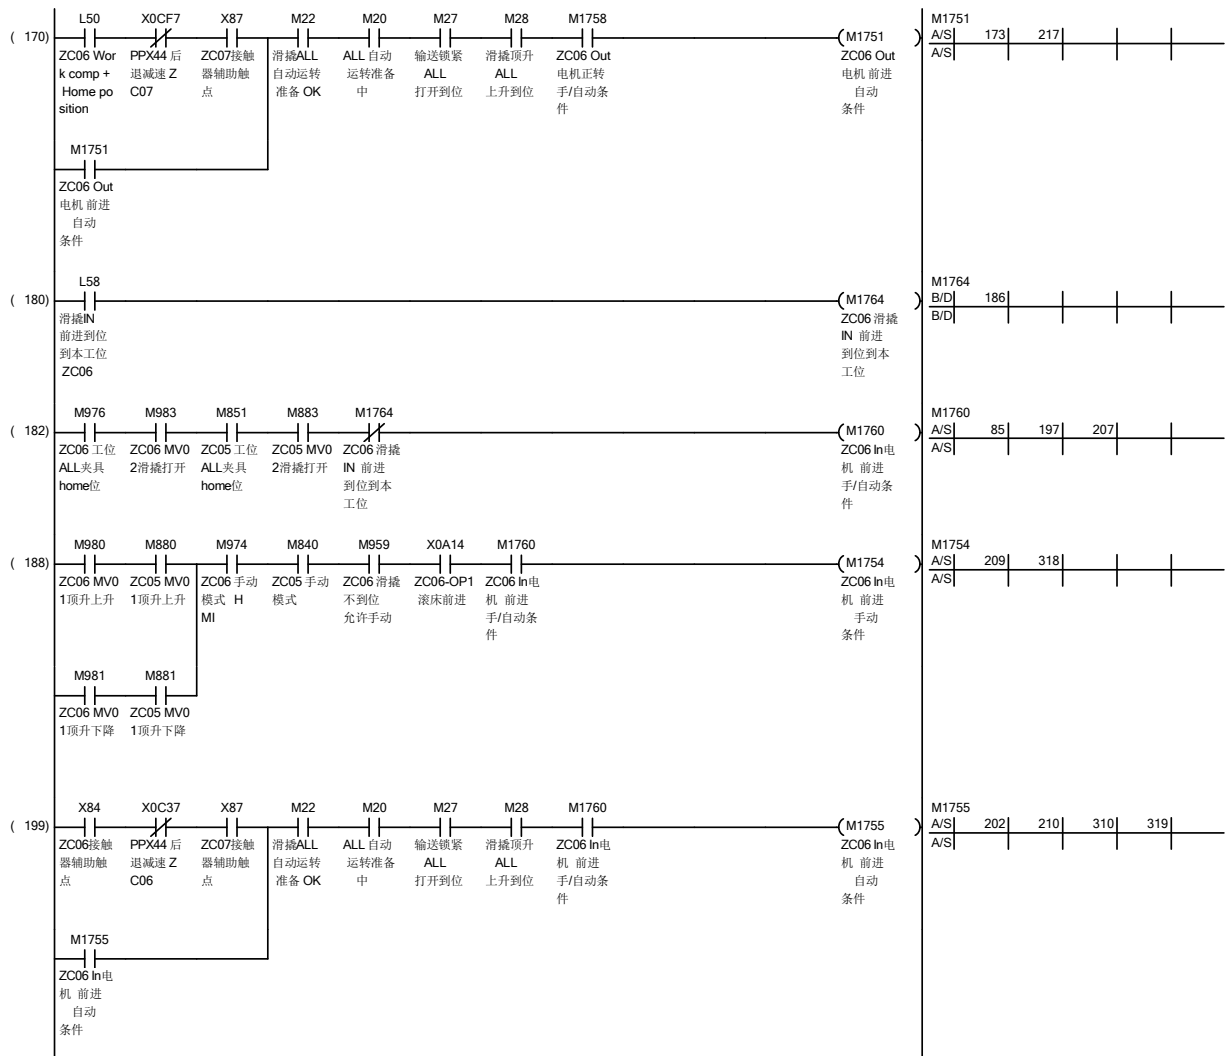 L50 X0CF7 X87 M22 M20 M27 M28 M1758 M1751
( 170) (M1751 ) A/S 173 217
ZC06 Wor PPX44 后 ZC07接触 滑撬ALL ALL 自动 输送锁紧 滑撬顶升 ZC06 Out ZC06 Out A/S
k comp + 退减速 Z 器辅助触 自动运转 运转准备 ALL ALL 电机正转 电机 前进
Home po C07 点 准备 OK 中 打开到位 上升到位 手/自动条 自动
sition 件 条件
M1751
ZC06 Out
电机 前进
自动
条件
L58 M1764
( 180) (M1764 ) B/D 186
滑撬IN ZC06 滑撬 B/D
前进到位 IN 前进
到本工位 到位到本
ZC06 工位
M976 M983 M851 M883 M1764 M1760
( 182) (M1760 ) A/S 85 197 207
ZC06 工位 ZC06 MV0 ZC05 工位 ZC05 MV0 ZC06 滑撬 ZC06 In电 A/S
ALL夹具 2滑撬打开 ALL夹具 2滑撬打开 IN 前进 机 前进
home位 home位 到位到本 手/自动条
工位 件
M980 M880 M974 M840 M959 X0A14 M1760 M1754
( 188) (M1754 ) A/S 209 318
ZC06 MV0 ZC05 MV0 ZC06 手动 ZC05 手动 ZC06 滑撬 ZC06-OP1 ZC06 In电 ZC06 In电 A/S
1顶升上升 1顶升上升 模式 H 模式 不到位 滚床前进 机 前进 机 前进
MI 允许手动 手/自动条 手动
件 条件
M981 M881
ZC06 MV0 ZC05 MV0
1顶升下降 1顶升下降
X84 X0C37 X87 M22 M20 M27 M28 M1760 M1755
( 199) (M1755 ) A/S 202 210 310 319
ZC06接触 PPX44 后 ZC07接触 滑撬ALL ALL 自动 输送锁紧 滑撬顶升 ZC06 In电 ZC06 In电 A/S
器辅助触 退减速 Z 器辅助触 自动运转 运转准备 ALL ALL 机 前进 机 前进
点 C06 点 准备 OK 中 打开到位 上升到位 手/自动条 自动
件 条件
M1755
ZC06 In电
机 前进
自动
条件